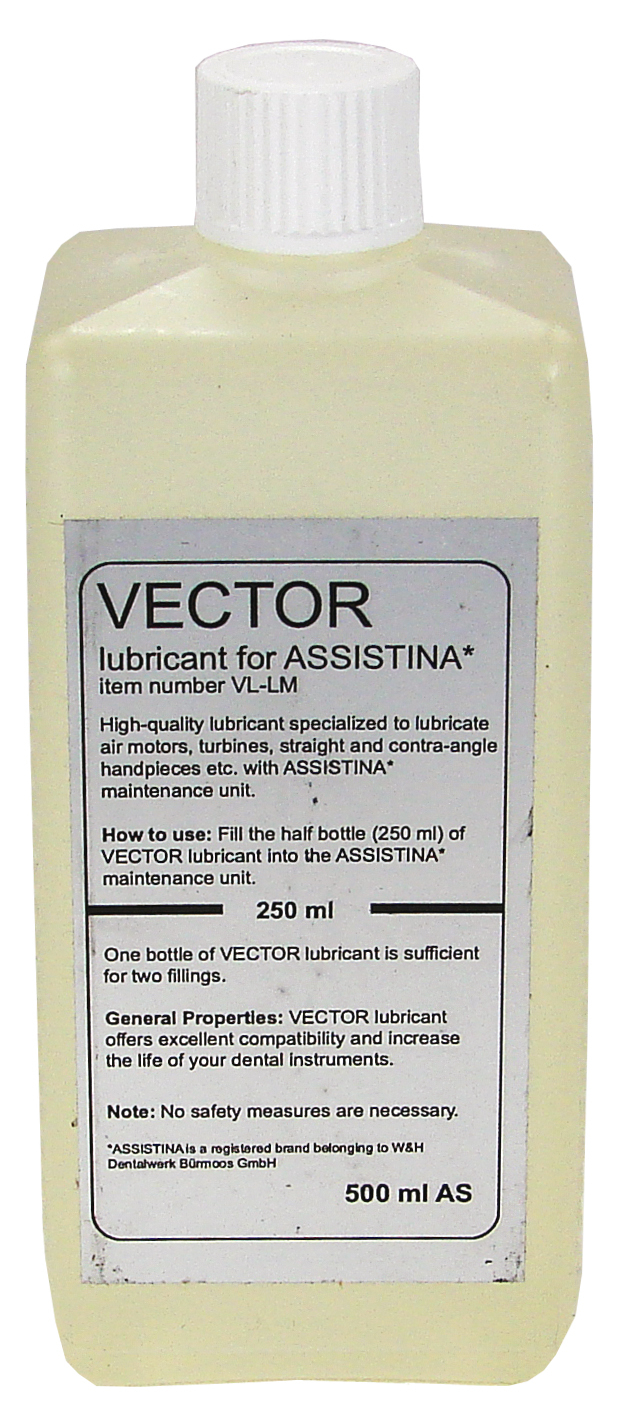 VECTOR
lubricant for ASSISTINA*
item number VL-LM
High-quality lubricant specialized to lubricate
air motors, turbines, straight and contra-angle
handpieces etc. with ASSISTINA*
maintenance unit.
How to use: Fill the half bottle (250 ml) of
VECTOR lubricant into the ASSISTINA*
maintenance unit.
250 ml
One bottle of VECTOR lubricant is sufficient
for two fillings.
General Properties: VECTOR lubricant
offers excellent compatibility and increase
the life of your dental instruments.
Note: No safety measures are necessary.
*ASSISTINA is a registered brand belonging to W&H
Dentalwerk Bürmoos GmbH
500 ml AS